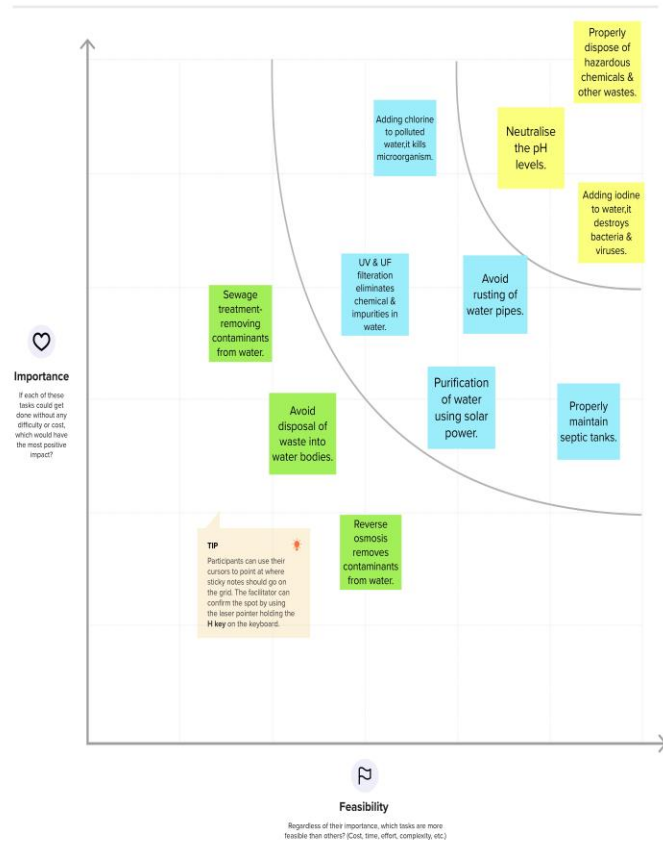 Properly
dispose of
hazardous
chemicals &
other wastes.
Adding chlorine
to polluted
water,it kills
microorganism.
Neutralise
the pH
levels.
Adding iodine
to water,it
destroys
bacteria &
viruses.
UV & UF
filteration
eliminates
chemical &
impurities in
water.
Avoid
rusting of
water pipes.
Sewage
treatment-
removing
contaminants
from water.
Importance
If each of these
tasks could get
done without any
difficulty or cost,
which would have
the most positive
impact?
Purification
of water
using solar
power.
Properly
maintain
septic tanks.
Avoid
disposal of
waste into
water bodies.
Reverse
osmosis
removes
contaminants
from water.
TIP
Participants can use their
cursors to point at where
sticky notes should go on
the grid. The facilitator can
confirm the spot by using
the laser pointer holding the
H key on the keyboard.
Feasibility
Regardless of their importance, which tasks are more
feasible than others? (Cost, time, effort, complexity, etc.)